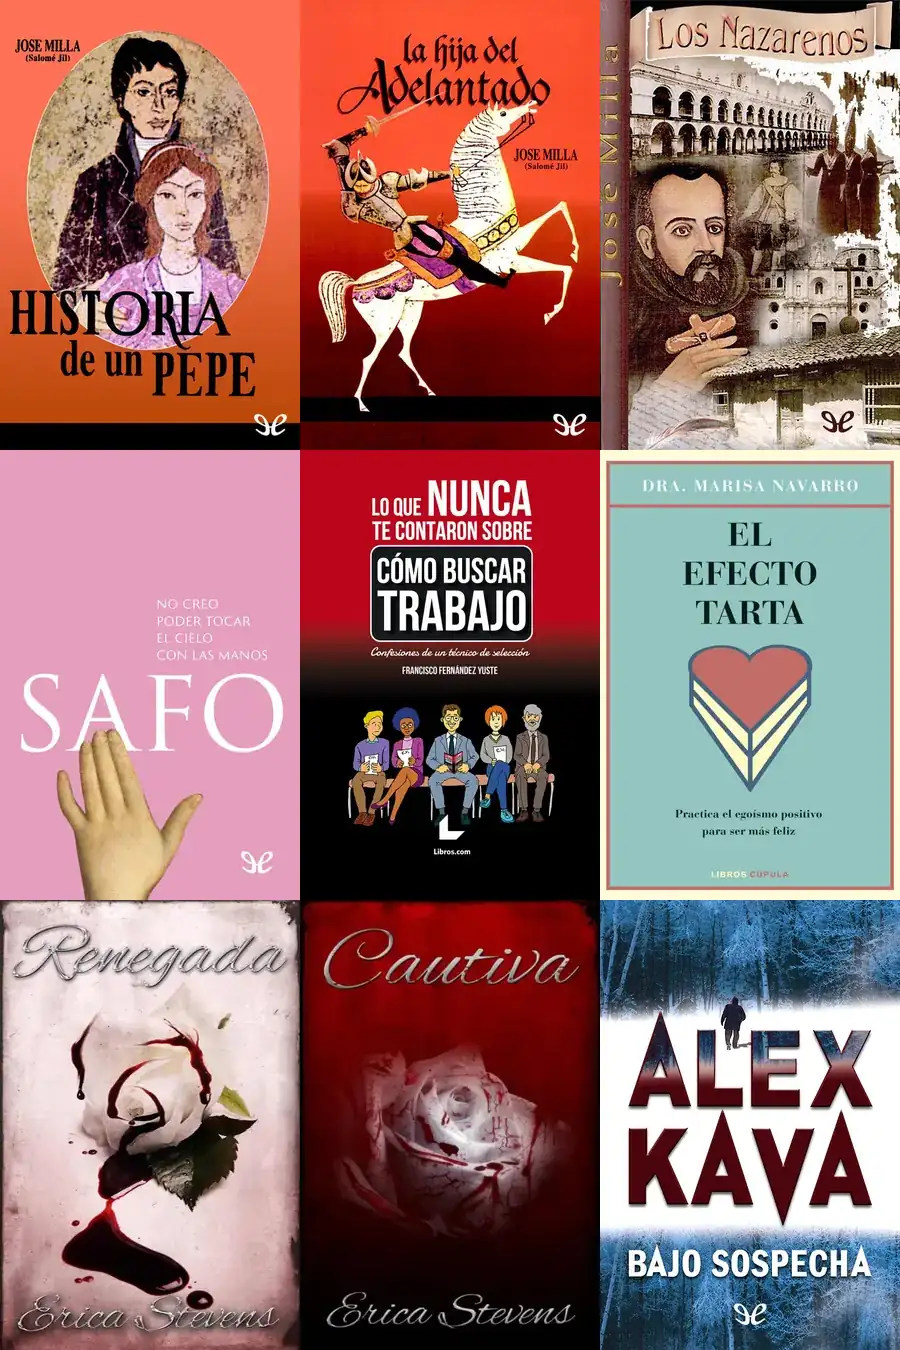 JOSE MILLA
(Salomé Jil)
HISTORIA
de un PEPE
la hija del
Adelantado
JOSE MILLA
(Salomé Jil)
Los Nazarenos
Jose Milla
NO CREO
PODER TOCAR
EL CIELO
CON LAS MANOS
SAFO
LO QUE NUNCA
TE CONTARON SOBRE
CÓMO BUSCAR
TRABAJO
Confesiones de un técnico de selección
FRANCISCO FERNÁNDEZ YUSTE
Libros.com
DRA. MARISA NAVARRO
EL
EFECTO
TARTA
Practica el egoísmo positivo
para ser más feliz
LIBROS CÚPULA
Renegada
Erica Stevens
Cautiva
Erica Stevens
ALEX
KAVA
BAJO SOSPECHA